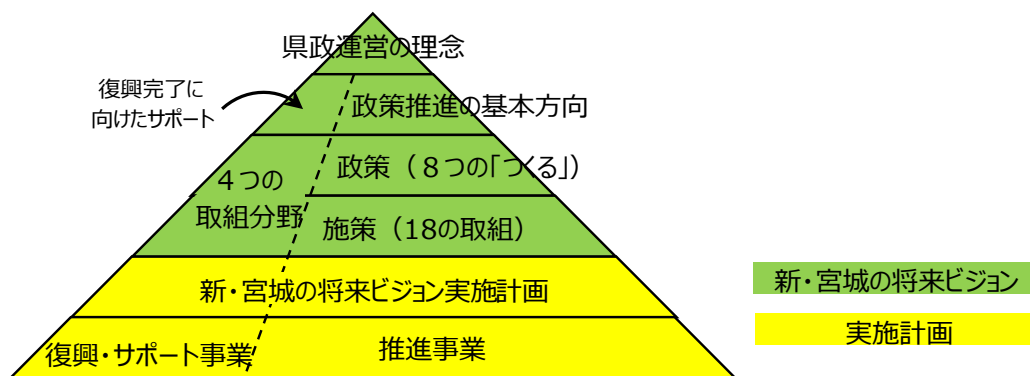 県政運営の理念
復興完了に
向けたサポート
政策推進の基本方向
政策（８つの「つくる」）
４つの
取組分野
施策（18の取組）
新・宮城の将来ビジョン実施計画
復興・サポート事業
推進事業
新・宮城の将来ビジョン
実施計画